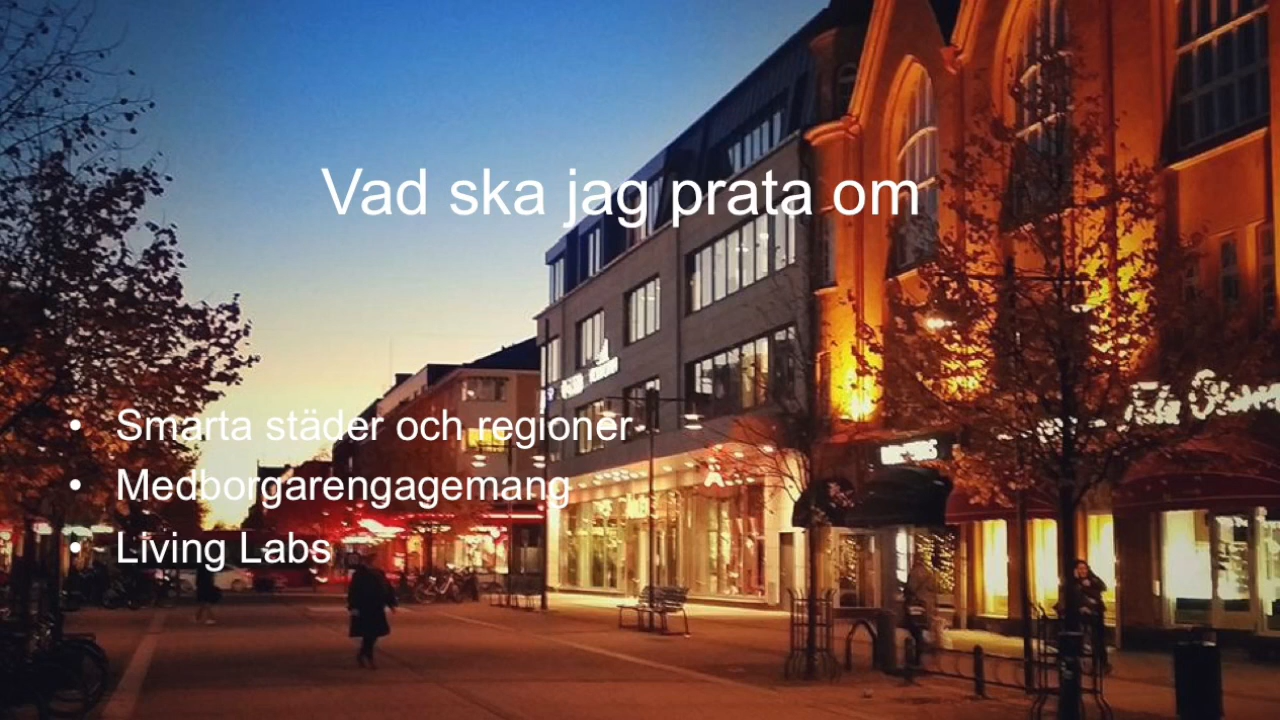 Vad ska jag prata om
• Smarta städer och regioner
• Medborgarengagemang
• Living Labs